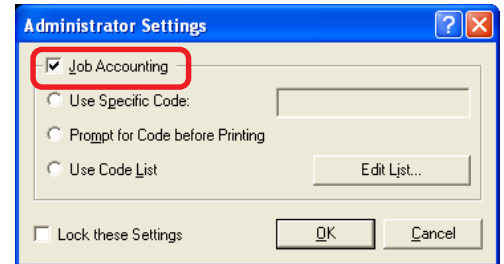 Administrator Settings
Job Accounting
Use Specific Code:
Prompt for Code before Printing
Use Code List
Edit List...
Lock these Settings
OK
Cancel